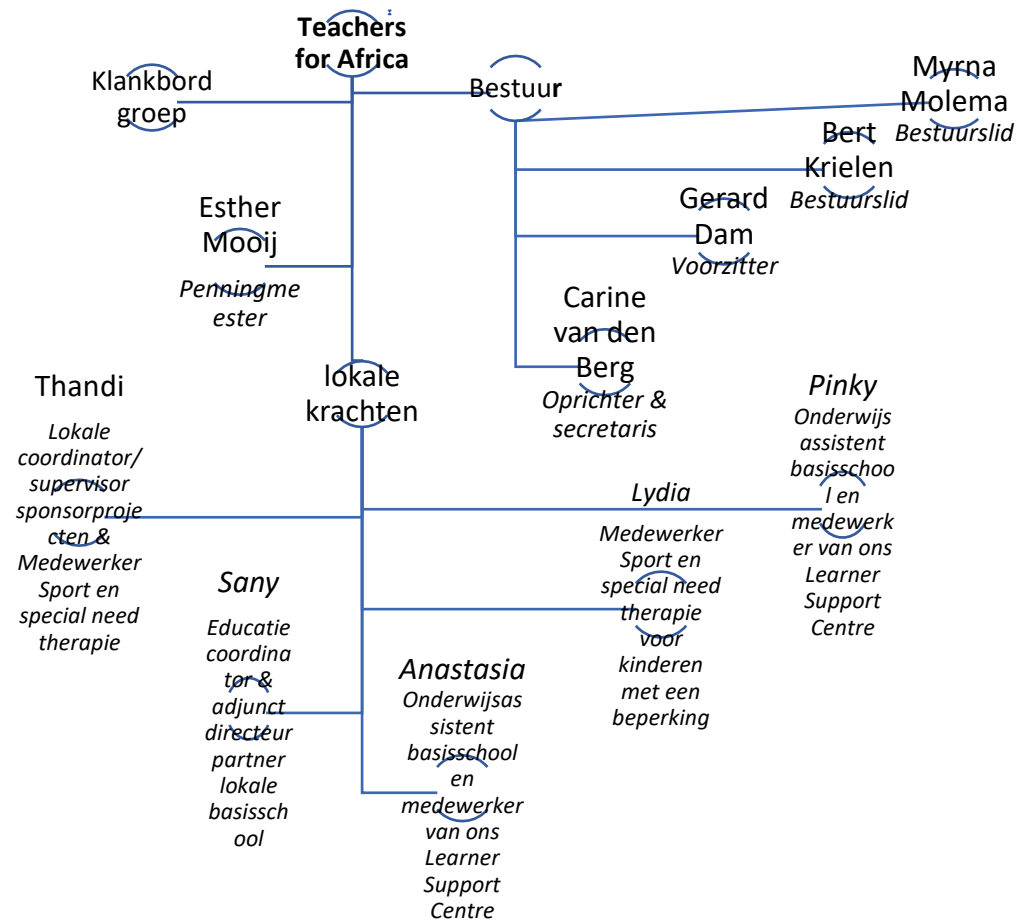 Teachers
for Africa
Klankbord
groep
Bestuur
Myrna
Molema
Bestuurslid
Bert
Krielen
Bestuurslid
Gerard
Dam
Voorzitter
Carine
van den
Berg
Oprichter &
secretaris
Esther
Mooij
Penningme
ester
lokale
krachten
Thandi
Lokale
coordinator/
supervisor
sponsorproje
cten &
Medewerker
Sport en
special need
therapie
Sany
Educatie
coordina
tor &
adjunct
directeur
partner
lokale
basissch
ool
Anastasia
Onderwijsas
sistent
basisschool
en
medewerker
van ons
Learner
Support
Centre
Lydia
Medewerker
Sport en
special need
therapie
voor
kinderen
met een
beperking
Pinky
Onderwijs
assistent
basisschoo
l en
medewerk
er van ons
Learner
Support
Centre